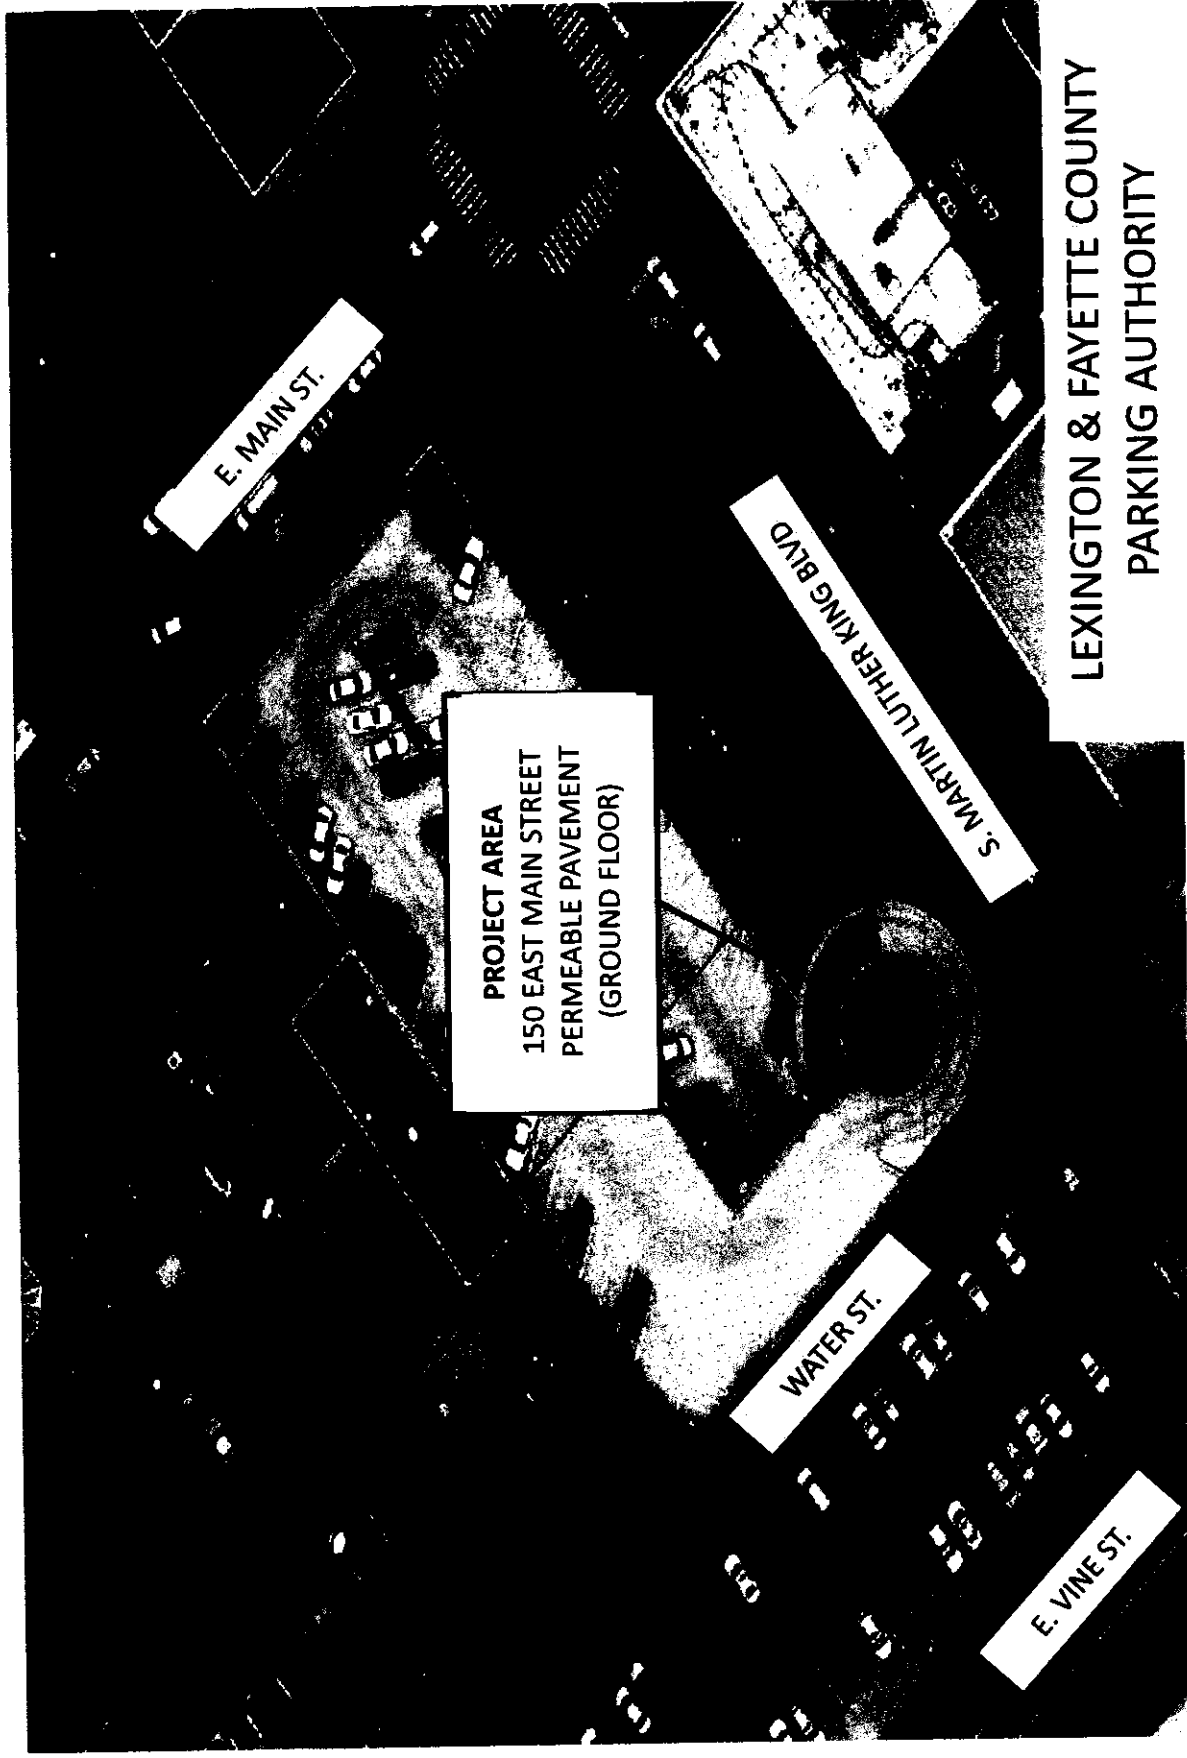 E. MAIN ST.
PROJECT AREA
150 EAST MAIN STREET
PERMEABLE PAVEMENT
(GROUND FLOOR)
S. MARTIN LUTHER KING BLVD
WATER ST.
E. VINE ST.
LEXINGTON & FAYETTE COUNTY
PARKING AUTHORITY